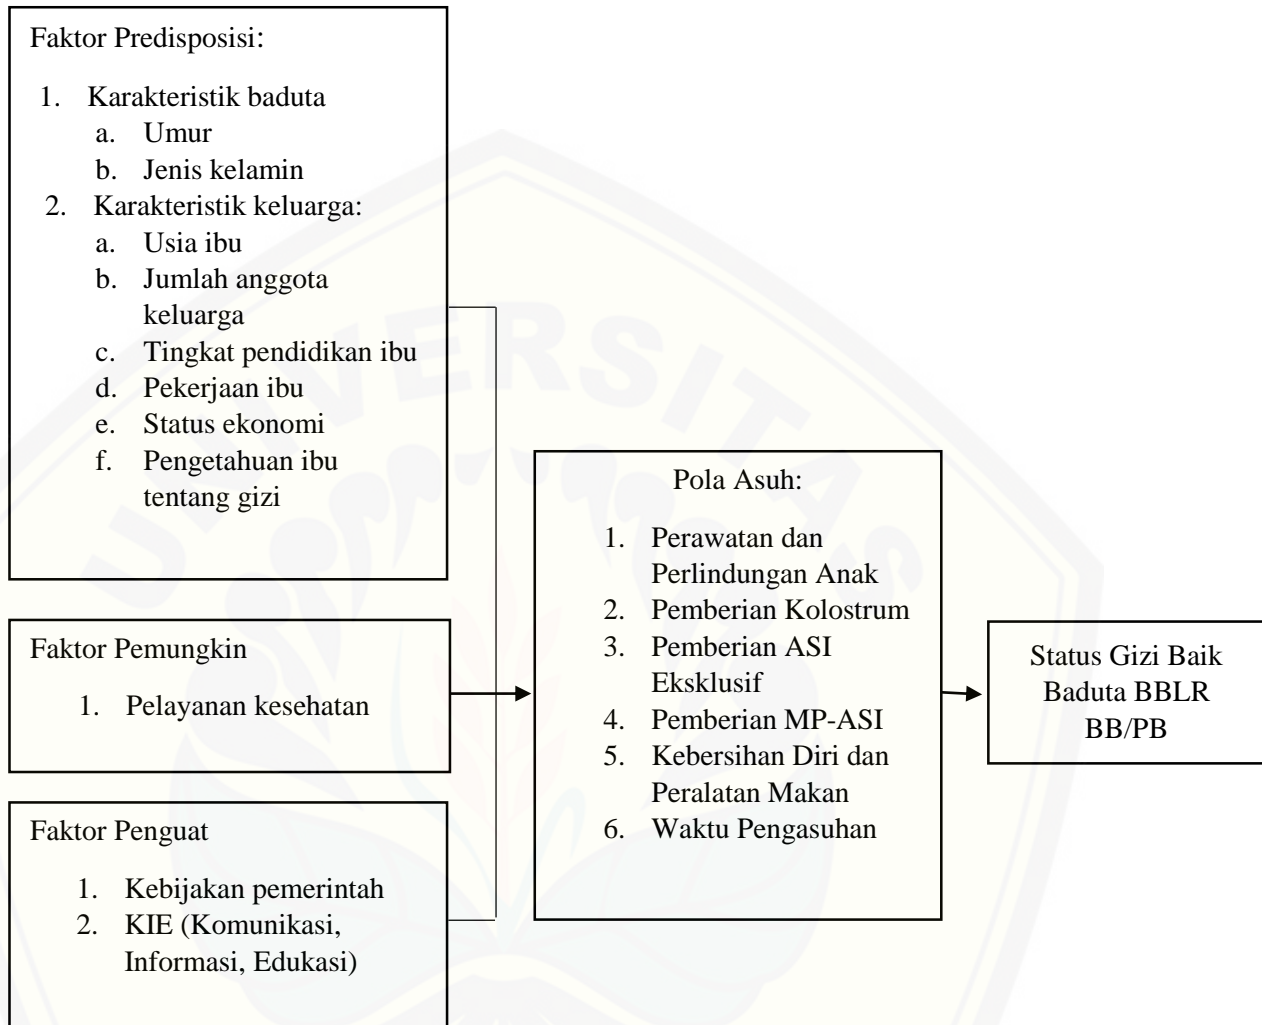 Faktor Predisposisi:
1. Karakteristik baduta
a. Umur
b. Jenis kelamin
2. Karakteristik keluarga:
a. Usia ibu
b. Jumlah anggota
keluarga
c. Tingkat pendidikan ibu
d. Pekerjaan ibu
e. Status ekonomi
f. Pengetahuan ibu
tentang gizi
Faktor Pemungkin
1. Pelayanan kesehatan
Faktor Penguat
1. Kebijakan pemerintah
2. KIE (Komunikasi,
Informasi, Edukasi)
Pola Asuh:
1. Perawatan dan
Perlindungan Anak
2. Pemberian Kolostrum
3. Pemberian ASI
Eksklusif
4. Pemberian MP-ASI
5. Kebersihan Diri dan
Peralatan Makan
6. Waktu Pengasuhan
Status Gizi Baik
Baduta BBLR
BB/PB
UNIVERSITAS